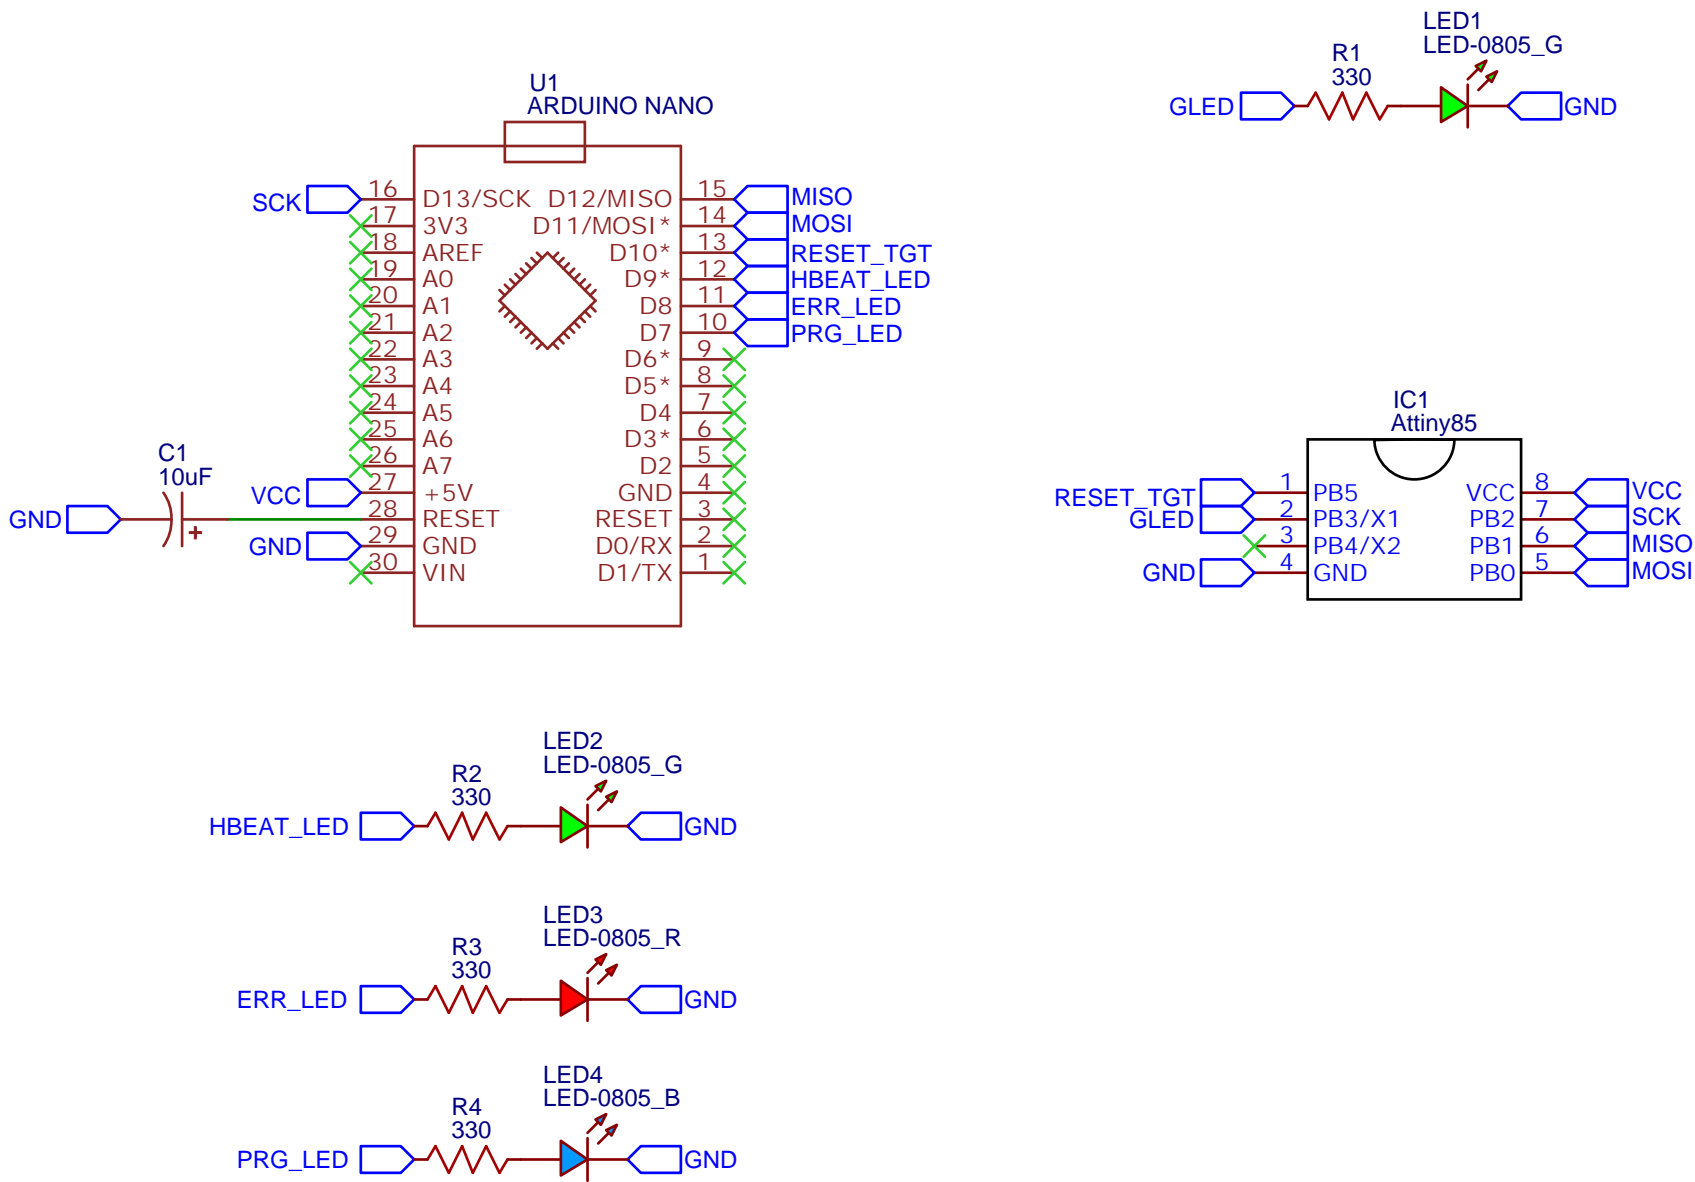 LED1
LED-0805_G
R1
330
GLED
GND
U1
ARDUINO NANO
SCK
16 D13/SCK D12/MISO 15 MISO
17 3V3 D11/MOSI* 14 MOSI
18 AREF D10* 13 RESET_TGT
19 A0 D9* 12 HBEAT_LED
20 A1 D8 11 ERR_LED
21 A2 D7 10 PRG_LED
22 A3 D6* 9
23 A4 D5* 8
24 A5 D4 7
25 A6 D3* 6
26 A7 D2 5
VCC 27 +5V GND 4
28 RESET RESET 3
GND 29 GND D0/RX 2
30 VIN D1/TX 1
C1
10uF
GND
+
IC1
Attiny85
RESET_TGT 1 PB5 VCC 8 VCC
GLED 2 PB3/X1 PB2 7 SCK
3 PB4/X2 PB1 6 MISO
GND 4 GND PB0 5 MOSI
LED2
LED-0805_G
R2
330
HBEAT_LED
GND
LED3
LED-0805_R
R3
330
ERR_LED
GND
LED4
LED-0805_B
R4
330
PRG_LED
GND